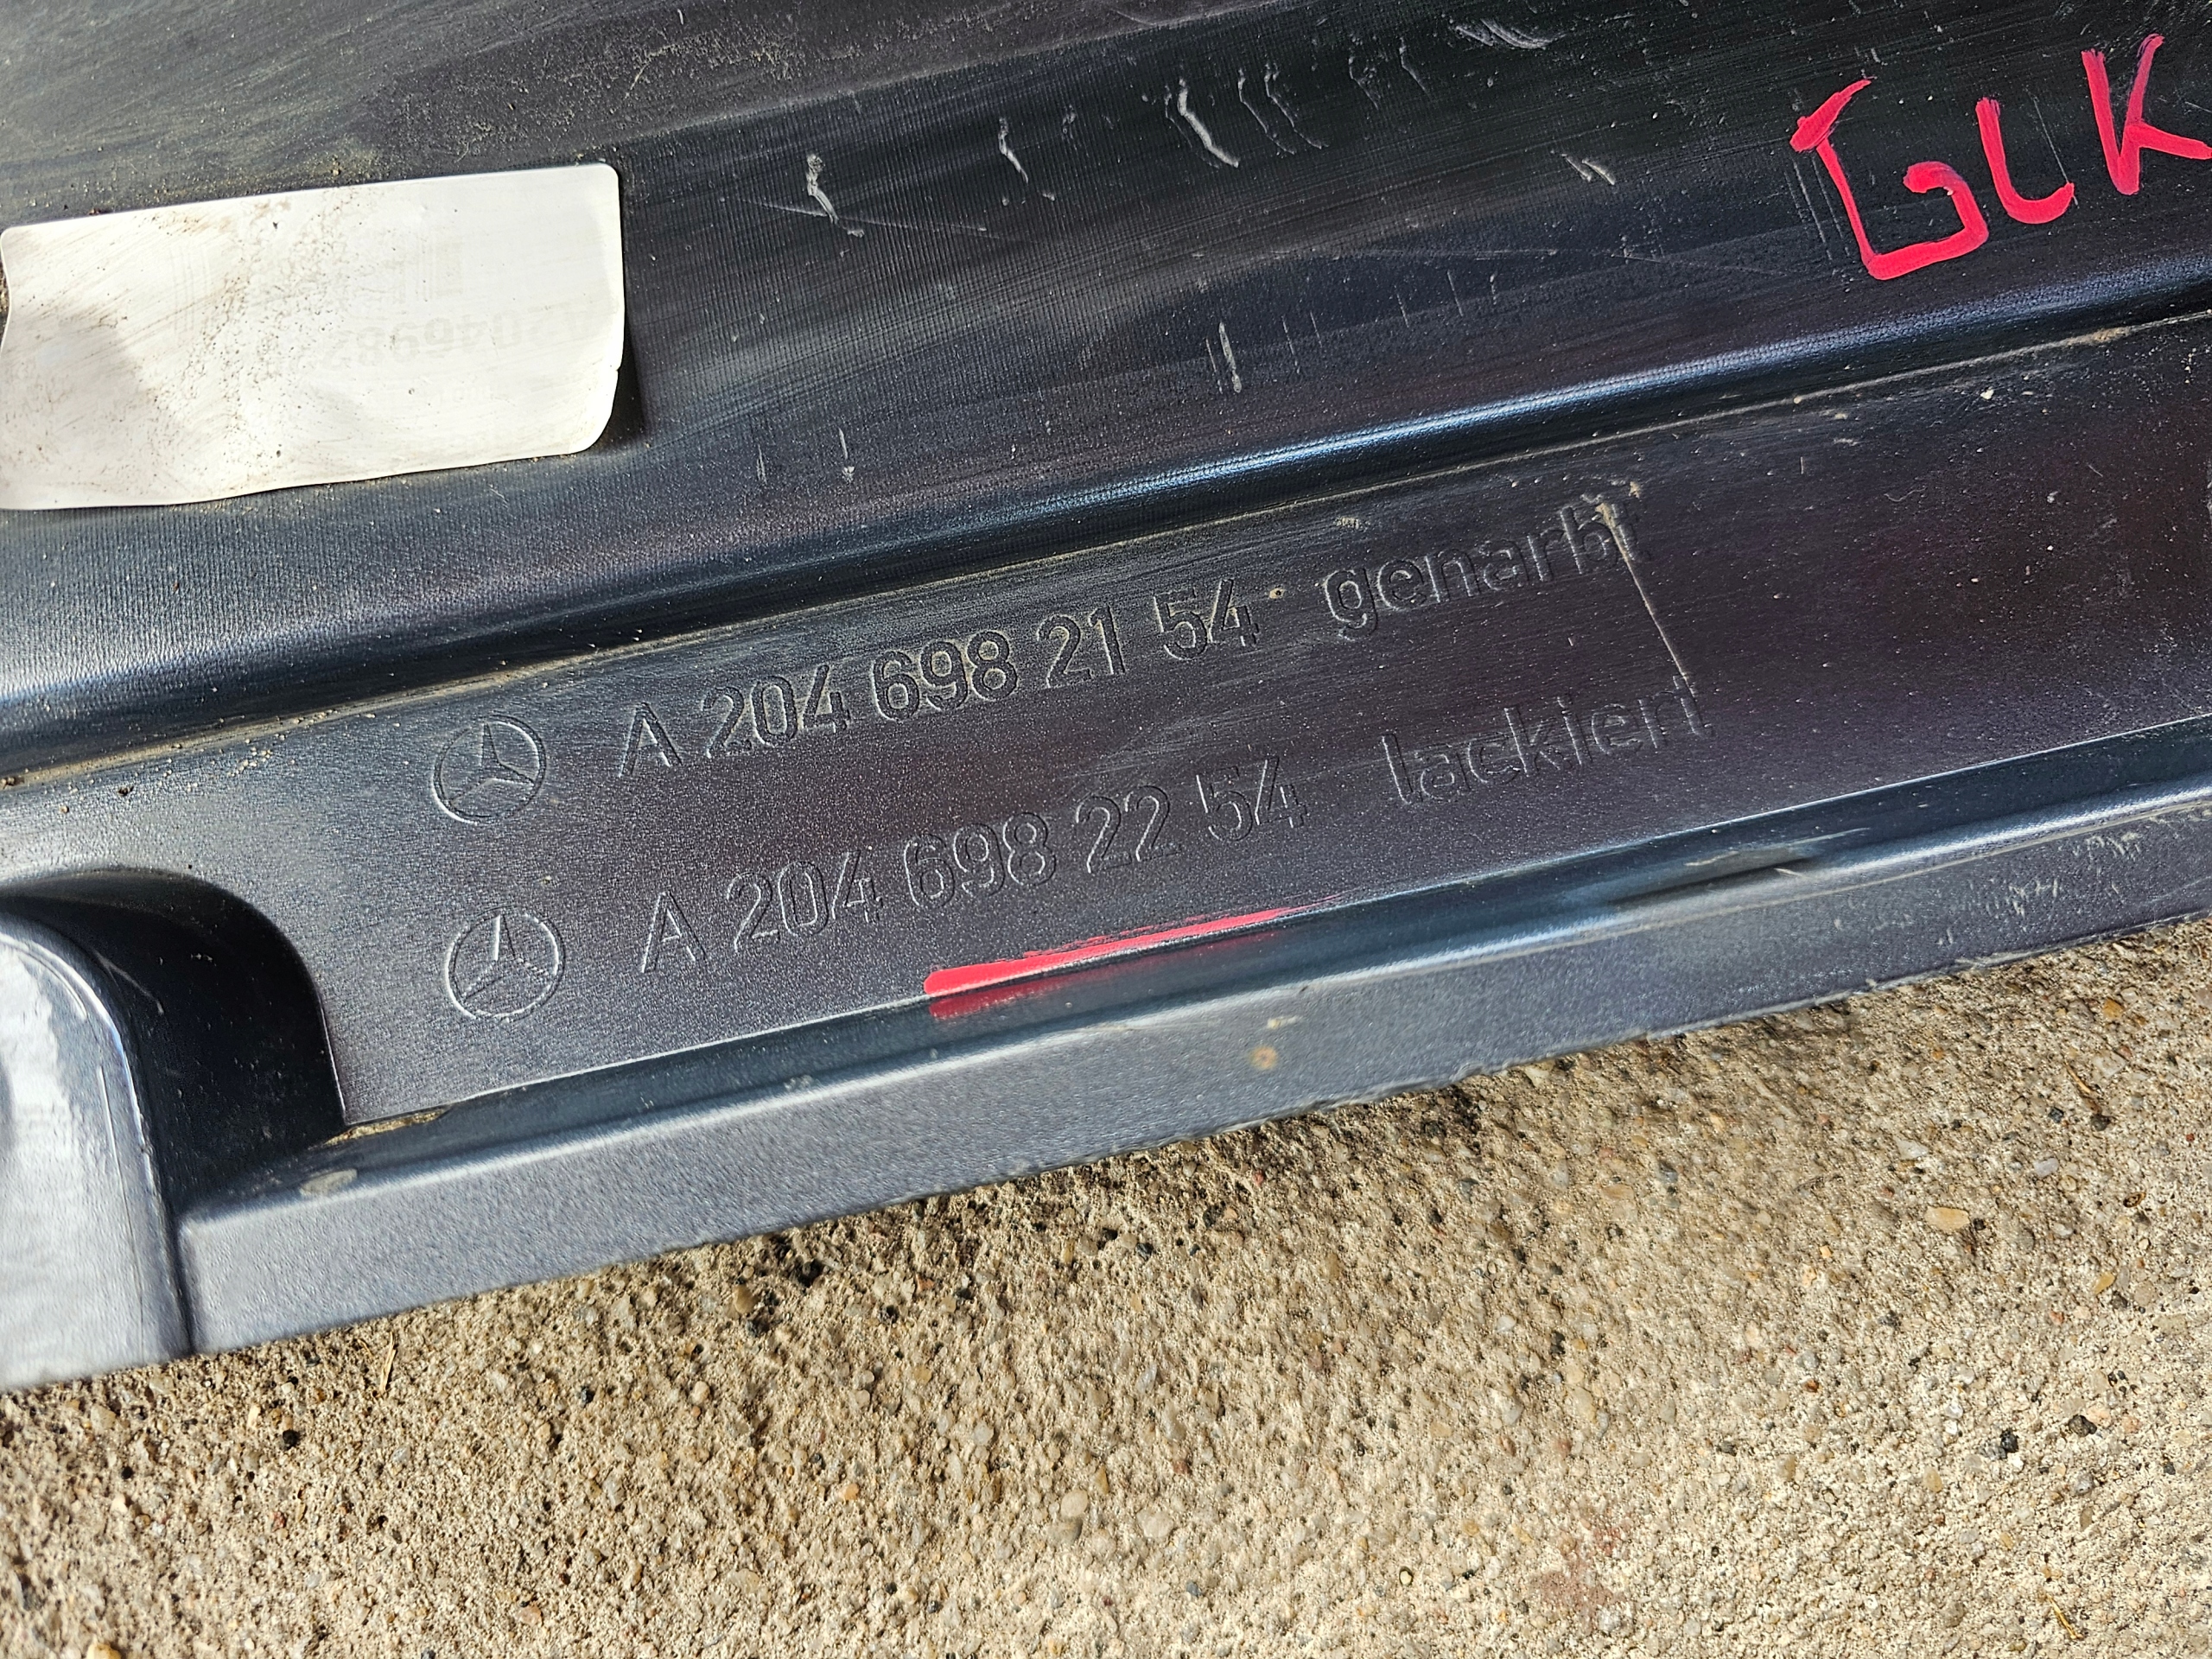 GLK
A 204 698 21 54 genarbt
A 204 698 22 54 lackiert